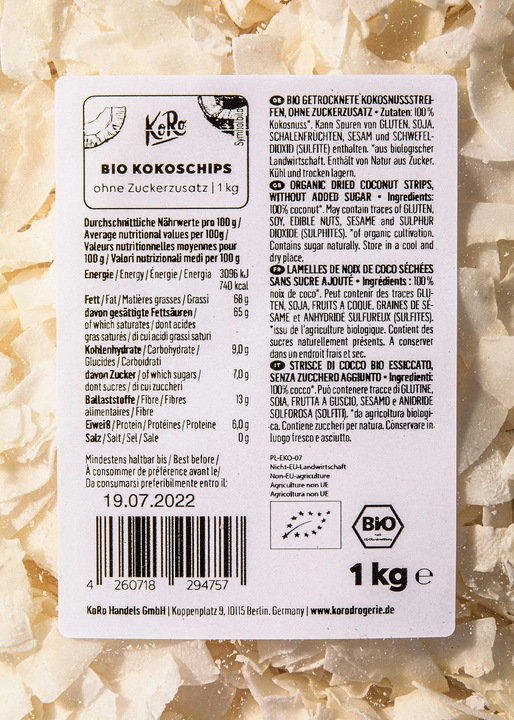 KoRo
Symbolbild
BIO KOKOSCHIPS
ohne Zuckerzusatz | 1 kg
Durchschnittliche Nährwerte pro 100 g /
Average nutritional values per 100g /
Valeurs nutritionnelles moyennes pour
100 g / Valori nutrizionali medi per 100 g
Energie / Energy / Énergie / Energia 3096 kJ
740 kcal
Fett / Fat / Matières grasses / Grassi 68 g
davon gesättigte Fettsäuren / 65 g
of which saturates / dont acides
gras saturés / di cui acidi grassi saturi
Kohlenhydrate / Carbohydrate / 9,0 g
Glucides / Carboidrati
davon Zucker / of which sugars / 7,0 g
dont sucres / di cui zuccheri
Ballaststoffe / Fibre / Fibres 13 g
alimentaires / Fibre
Eiweiß / Protein / Protéines / Proteine 6,0 g
Salz / Salt / Sel / Sale 0 g
Mindestens haltbar bis / Best before /
À consommer de préférence avant le/
Da consumarsi preferibilmente entro il:
19.07.2022
4 260718 294757
DE BIO GETROCKNETE KOKOSNUSSSTREI-
FEN, OHNE ZUCKERZUSATZ • Zutaten: 100 %
Kokosnuss*. Kann Spuren von GLUTEN, SOJA,
SCHALENFRÜCHTEN, SESAM und SCHWEFEL-
DIOXID (SULFITE) enthalten. *aus biologischer
Landwirtschaft. Enthält von Natur aus Zucker.
Kühl und trocken lagern.
GB ORGANIC DRIED COCONUT STRIPS,
WITHOUT ADDED SUGAR • Ingredients:
100% coconut*. May contain traces of GLUTEN,
SOY, EDIBLE NUTS, SESAME and SULPHUR
DIOXIDE (SULPHITES). *of organic cultivation.
Contains sugar naturally. Store in a cool and
dry place.
FR LAMELLES DE NOIX DE COCO SÉCHÉES
SANS SUCRE AJOUTÉ • Ingrédients : 100 %
noix de coco*. Peut contenir des traces GLU-
TEN, SOJA, FRUITS A COQUE, GRAINES DE SÉ-
SAME et ANHYDRIDE SULFUREUX (SULFITES).
*issu de l'agriculture biologique. Contient des
sucres naturellement présents. À conserver
dans un endroit frais et sec.
IT STRISCE DI COCCO BIO ESSICCATO,
SENZA ZUCCHERO AGGIUNTO • Ingredienti:
100% cocco*. Può contenere tracce di GLUTINE,
SOIA, FRUTTA A GUSCIO, SESAMO e ANIDRIDE
SOLFOROSA (SOLFITI). *da agricoltura biologi-
ca. Contiene zuccheri per natura. Conservare in
luogo fresco e asciutto.
PL-EKO-07
Nicht-EU-Landwirtschaft
Non-EU-agriculture
Agriculture non UE
Agricoltura non UE
BIO
1 kg e
KoRo Handels GmbH | Koppenplatz 9, 10115 Berlin, Germany | www.korodrogerie.de